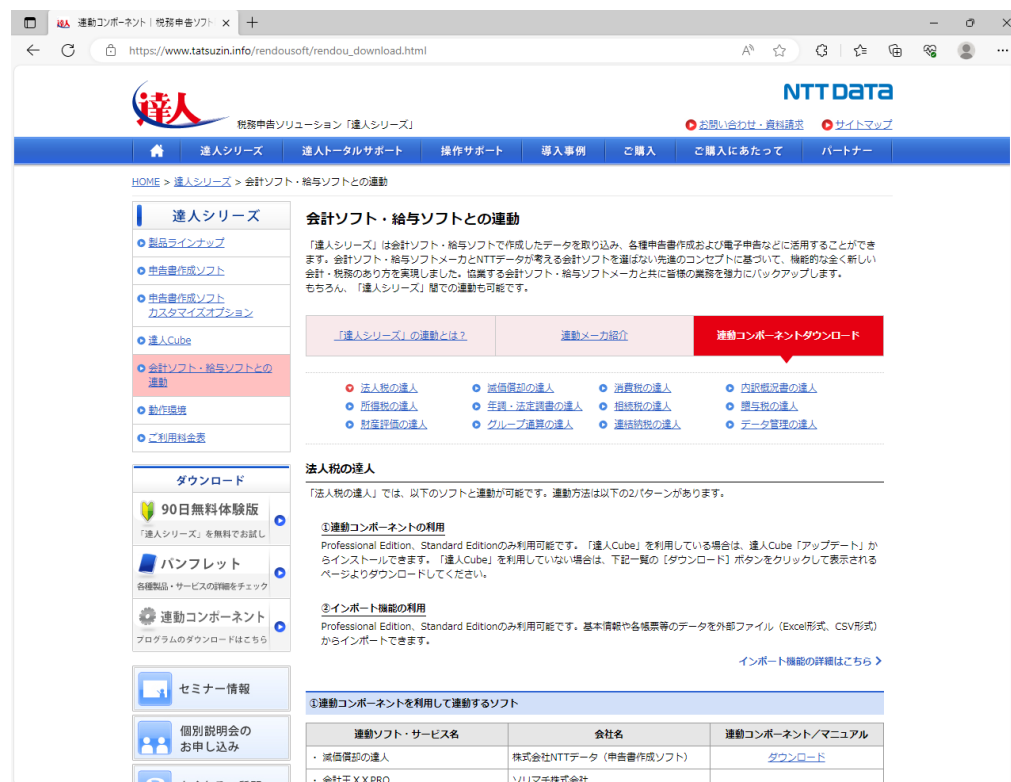 連動コンポーネント｜税務申告ソフト
https://www.tatsuzin.info/rendousoft/rendou_download.html
達人
税務申告ソリューション「達人シリーズ」
NTT DATA
お問い合わせ・資料請求
サイトマップ
達人シリーズ
達人トータルサポート
操作サポート
導入事例
ご購入
ご購入にあたって
パートナー
HOME > 達人シリーズ > 会計ソフト・給与ソフトとの連動
達人シリーズ
製品ラインナップ
申告書作成ソフト
申告書作成ソフト
カスタマイズオプション
達人Cube
会計ソフト・給与ソフトとの
連動
動作環境
ご利用料金表
ダウンロード
90日無料体験版
「達人シリーズ」を無料でお試し
パンフレット
各種製品・サービスの詳細をチェック
連動コンポーネント
プログラムのダウンロードはこちら
セミナー情報
個別説明会の
お申し込み
会計ソフト・給与ソフトとの連動
「達人シリーズ」は会計ソフト・給与ソフトで作成したデータを取り込み、各種申告書作成および電子申告などに活用することができ
ます。会計ソフト・給与ソフトメーカとNTTデータが考える会計ソフトを選ばない先進のコンセプトに基づいて、機能的な全く新しい
会計・税務のあり方を実現しました。協業する会計ソフト・給与ソフトメーカと共に皆様の業務を強力にバックアップします。
もちろん、「達人シリーズ」間での連動も可能です。
「達人シリーズ」の連動とは？
連動メーカ紹介
連動コンポーネントダウンロード
法人税の達人
減価償却の達人
消費税の達人
内訳概況書の達人
所得税の達人
年調・法定調書の達人
相続税の達人
贈与税の達人
財産評価の達人
グループ通算の達人
連結納税の達人
データ管理の達人
法人税の達人
「法人税の達人」では、以下のソフトと連動が可能です。連動方法は以下の2パターンがあります。
①連動コンポーネントの利用
Professional Edition、Standard Editionのみ利用可能です。「達人Cube」を利用している場合は、達人Cube「アップデート」か
らインストールできます。「達人Cube」を利用していない場合は、下記一覧の［ダウンロード］ボタンをクリックして表示される
ページよりダウンロードしてください。
②インポート機能の利用
Professional Edition、Standard Editionのみ利用可能です。基本情報や各帳票等のデータを外部ファイル（Excel形式、CSV形式）
からインポートできます。
インポート機能の詳細はこちら
①連動コンポーネントを利用して連動するソフト
連動ソフト・サービス名
会社名
連動コンポーネント／マニュアル
・ 減価償却の達人
株式会社NTTデータ（申告書作成ソフト）
ダウンロード
・ 会計王ＸＸPRO
ソリマチ株式会社